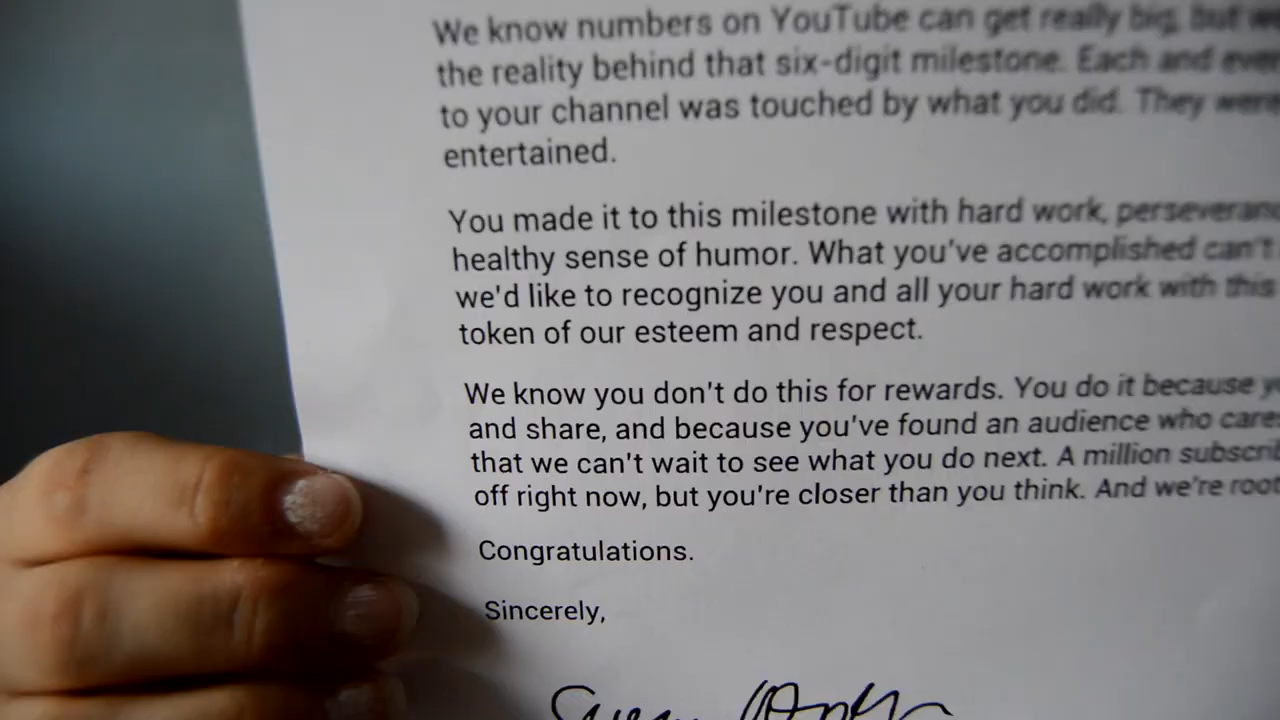 We know numbers on YouTube can get really big, but we
the reality behind that six-digit milestone. Each and ever
to your channel was touched by what you did. They were
entertained.
You made it to this milestone with hard work, perseveranc
healthy sense of humor. What you've accomplished can't
we'd like to recognize you and all your hard work with this
token of our esteem and respect.
We know you don't do this for rewards. You do it because y
and share, and because you've found an audience who cares
that we can't wait to see what you do next. A million subscrib
off right now, but you're closer than you think. And we're root
Congratulations.
Sincerely,